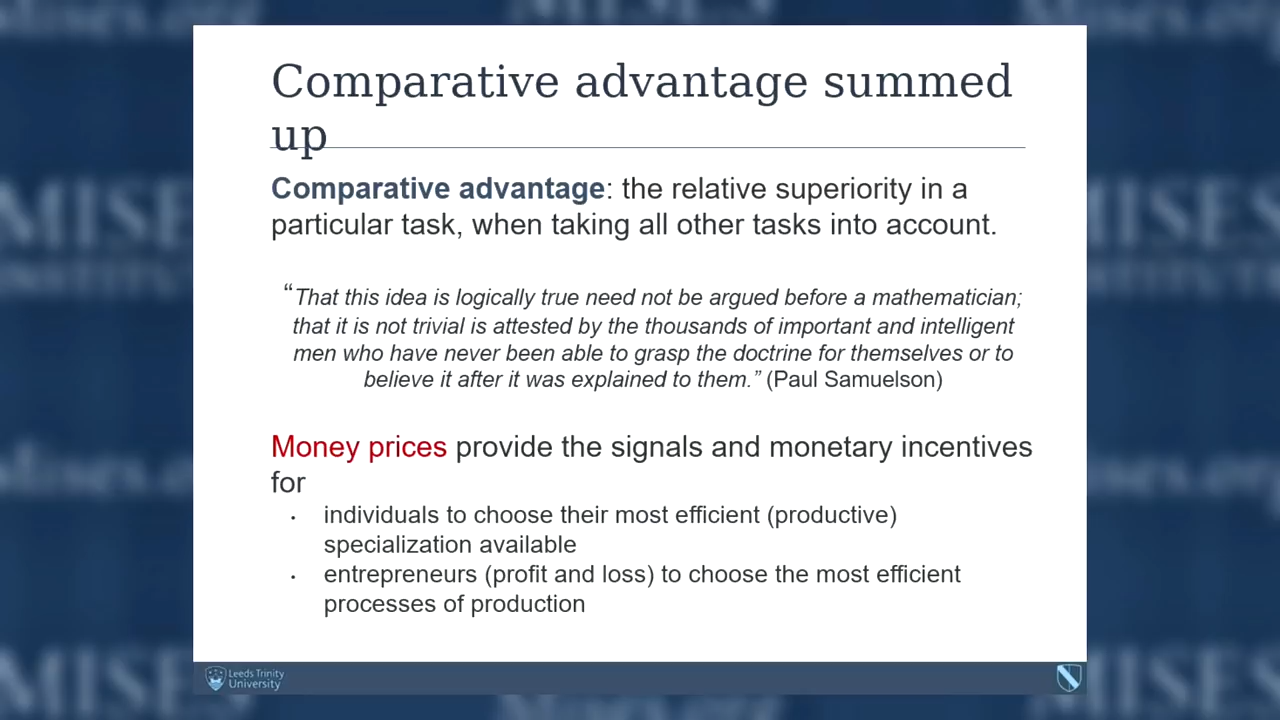 Comparative advantage summed
up
Comparative advantage: the relative superiority in a
particular task, when taking all other tasks into account.
“That this idea is logically true need not be argued before a mathematician;
that it is not trivial is attested by the thousands of important and intelligent
men who have never been able to grasp the doctrine for themselves or to
believe it after it was explained to them.” (Paul Samuelson)
Money prices provide the signals and monetary incentives
for
· individuals to choose their most efficient (productive)
specialization available
· entrepreneurs (profit and loss) to choose the most efficient
processes of production
Leeds Trinity
University
Mises.org
MISES
INSTITUTE